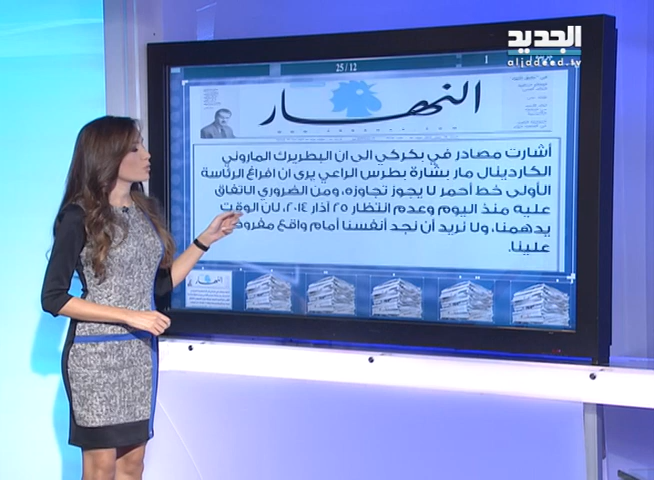 الجديد
aljadeed.tv
25/12
1
النهار
أشارت مصادر في بكركي الى ان البطريرك الماروني
الكاردينال مار بشارة بطرس الراعي يرى ان افراغ الرئاسة
الأولى خط أحمر لا يجوز تجاوزه، ومن الضروري الاتفاق
عليه منذ اليوم وعدم انتظار ٢٥ آذار ٢٠١٤، لان الوقت
يدهمنا، ولا نريد أن نجد أنفسنا أمام واقع مفروض
علينا.
النهار